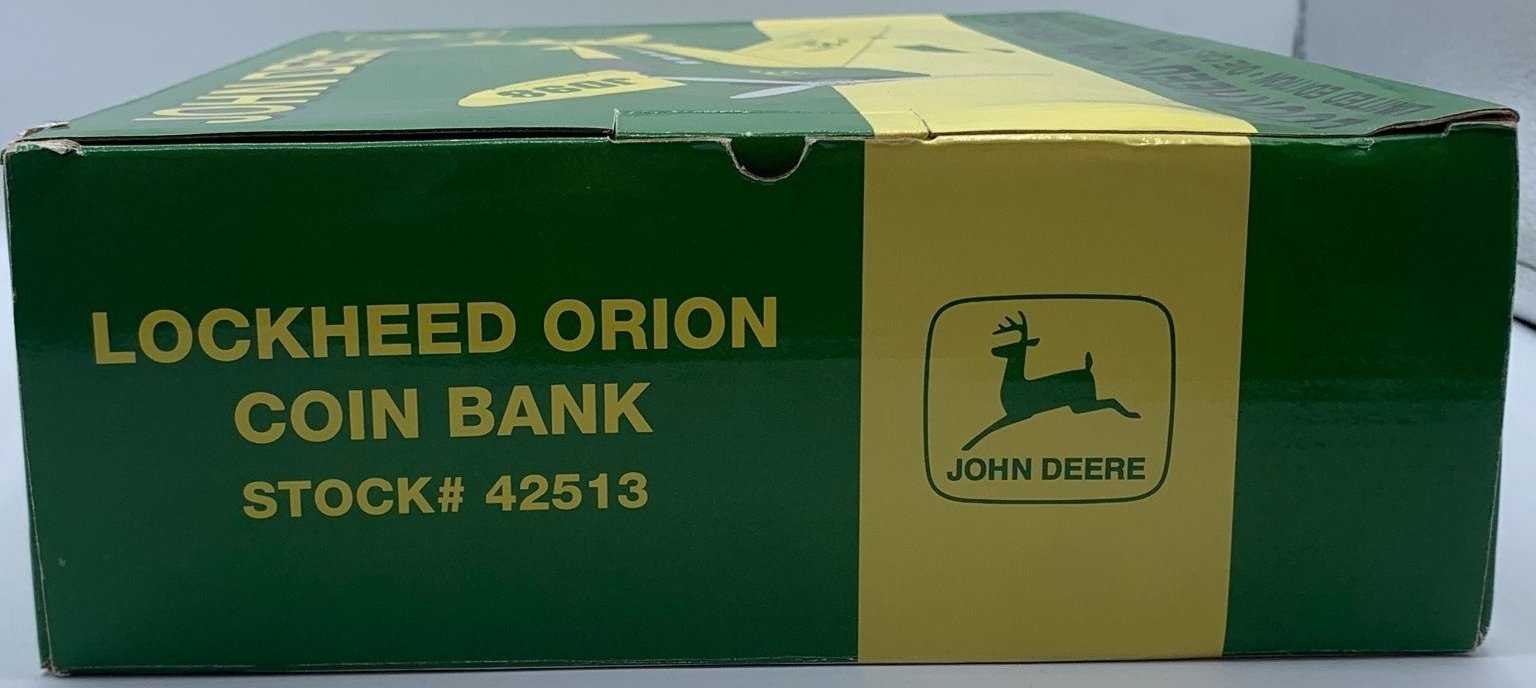 JOHN DEERE
LOCKHEED ORION
COIN BANK
STOCK# 42513
JOHN DEERE